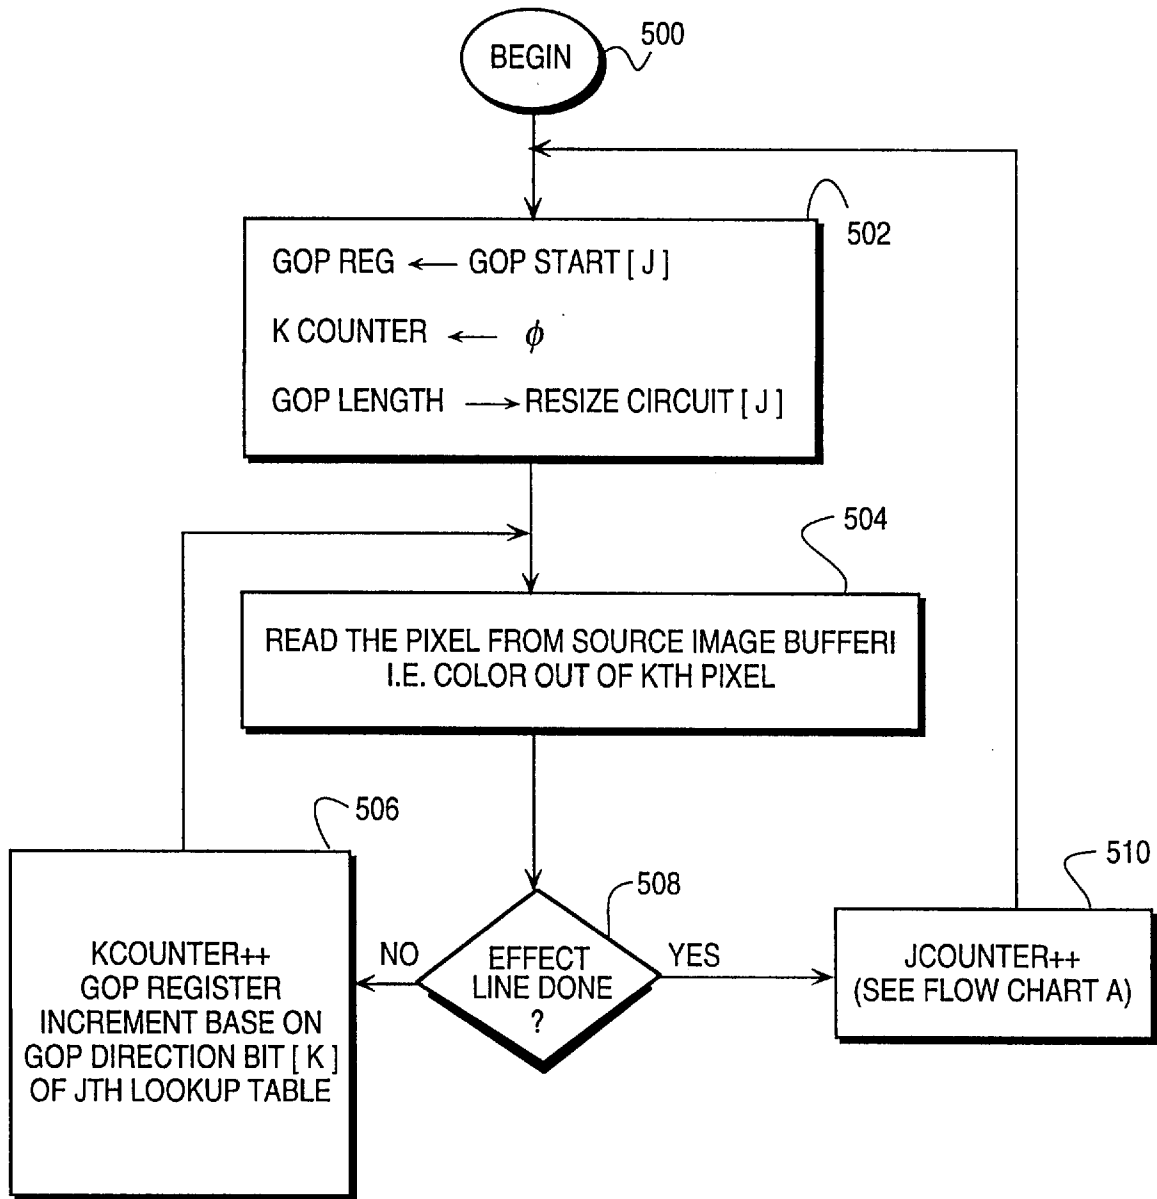 BEGIN
500
502
GOP REG ← GOP START [ J ]
K COUNTER ← ϕ
GOP LENGTH → RESIZE CIRCUIT [ J ]
504
READ THE PIXEL FROM SOURCE IMAGE BUFFERI
I.E. COLOR OUT OF KTH PIXEL
506
KCOUNTER++
GOP REGISTER
INCREMENT BASE ON
GOP DIRECTION BIT [ K ]
OF JTH LOOKUP TABLE
NO
508
EFFECT
LINE DONE
?
YES
510
JCOUNTER++
(SEE FLOW CHART A)